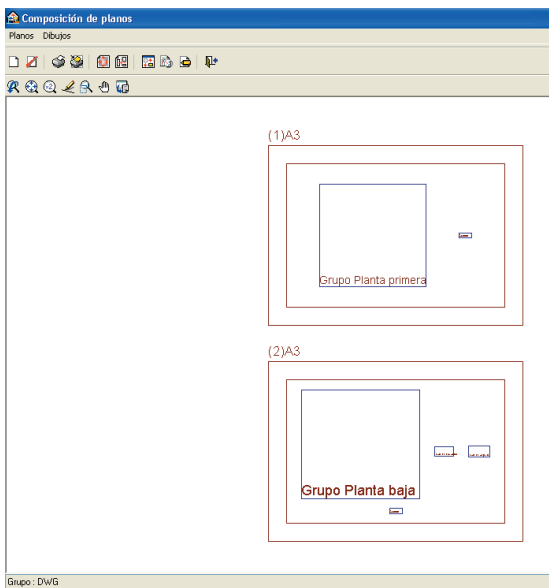 Composición de planos
Planos Dibujos
(1)A3
Grupo Planta primera
(2)A3
Grupo Planta baja
Grupo : DWG